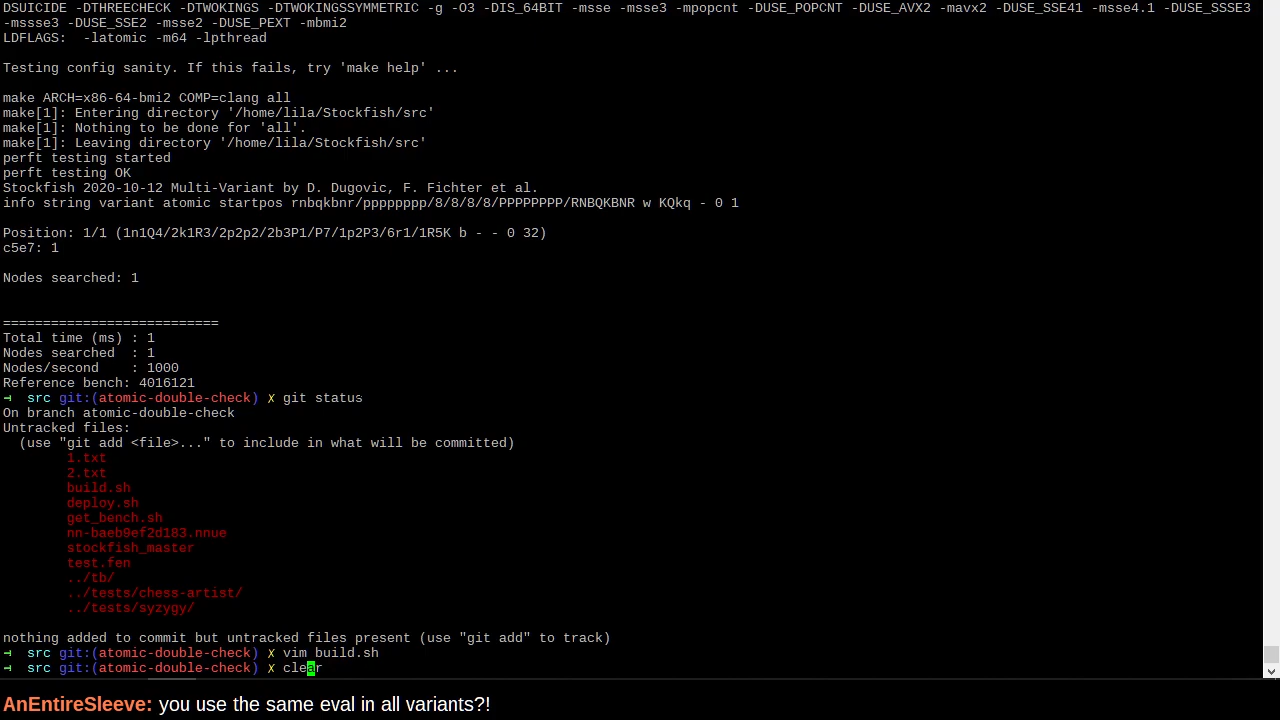 DSUICIDE -DTHREECHECK -DTWOKINGS -DTWOKINGSSYMMETRIC -g -O3 -DIS_64BIT -msse -msse3 -mpopcnt -DUSE_POPCNT -DUSE_AVX2 -mavx2 -DUSE_SSE41 -msse4.1 -DUSE_SSSE3
-mssse3 -DUSE_SSE2 -msse2 -DUSE_PEXT -mbmi2
LDFLAGS:  -latomic -m64 -lpthread
Testing config sanity. If this fails, try 'make help' ...
make ARCH=x86-64-bmi2 COMP=clang all
make[1]: Entering directory '/home/lila/Stockfish/src'
make[1]: Nothing to be done for 'all'.
make[1]: Leaving directory '/home/lila/Stockfish/src'
perft testing started
perft testing OK
Stockfish 2020-10-12 Multi-Variant by D. Dugovic, F. Fichter et al.
info string variant atomic startpos rnbqkbnr/pppppppp/8/8/8/8/PPPPPPPP/RNBQKBNR w KQkq - 0 1
Position: 1/1 (1n1Q4/2k1R3/2p2p2/2b3P1/P7/1p2P3/6r1/1R5K b - - 0 32)
c5e7: 1
Nodes searched: 1
===========================
Total time (ms) : 1
Nodes searched  : 1
Nodes/second    : 1000
Reference bench: 4016121
→ src git:(atomic-double-check) ✗ git status
On branch atomic-double-check
Untracked files:
(use "git add <file>..." to include in what will be committed)
1.txt
2.txt
build.sh
deploy.sh
get_bench.sh
nn-baeb9ef2d183.nnue
stockfish_master
test.fen
../tb/
../tests/chess-artist/
../tests/syzygy/
nothing added to commit but untracked files present (use "git add" to track)
→ src git:(atomic-double-check) ✗ vim build.sh
→ src git:(atomic-double-check) ✗ clear
AnEntireSleeve: you use the same eval in all variants?!